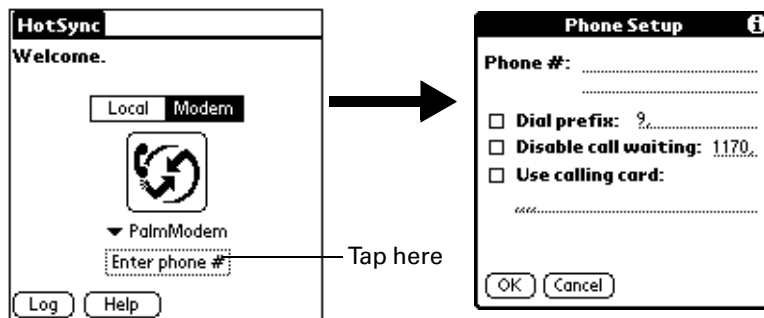 HotSync
Welcome.
Local Modem
PalmModem
Enter phone #
Tap here
Log Help
Phone Setup i
Phone #:
Dial prefix: 9,
Disable call waiting: 1170,
Use calling card:
,,,,
OK Cancel